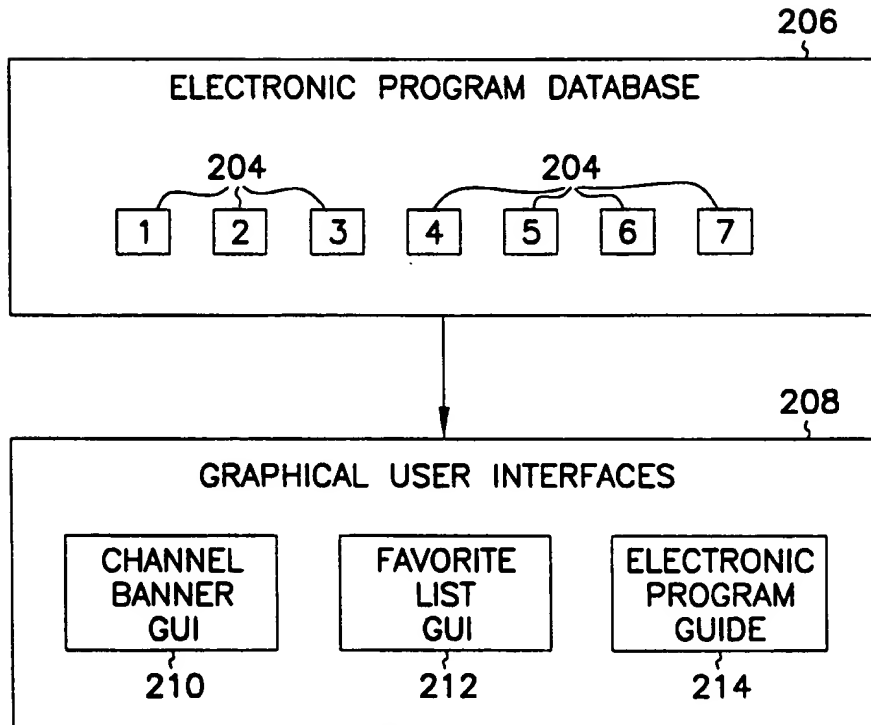 206
ELECTRONIC PROGRAM DATABASE
204 204
1 2 3 4 5 6 7
208
GRAPHICAL USER INTERFACES
CHANNEL
BANNER
GUI
210
FAVORITE
LIST
GUI
212
ELECTRONIC
PROGRAM
GUIDE
214